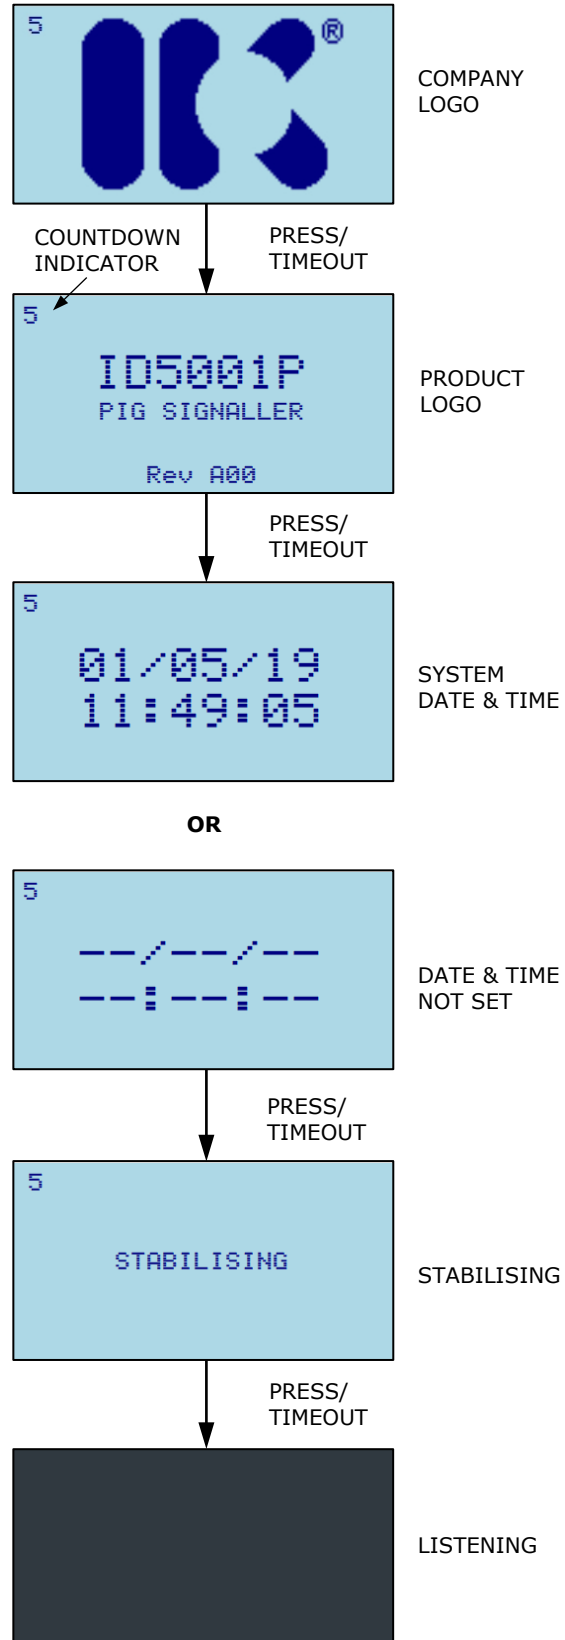 5
®
COMPANY
LOGO
COUNTDOWN
INDICATOR
PRESS/
TIMEOUT
5
ID5001P
PIG SIGNALLER
Rev A00
PRODUCT
LOGO
PRESS/
TIMEOUT
5
01/05/19
11:49:05
SYSTEM
DATE & TIME
OR
5
--/--/--
--:--:--
DATE & TIME
NOT SET
PRESS/
TIMEOUT
5
STABILISING
STABILISING
PRESS/
TIMEOUT
LISTENING